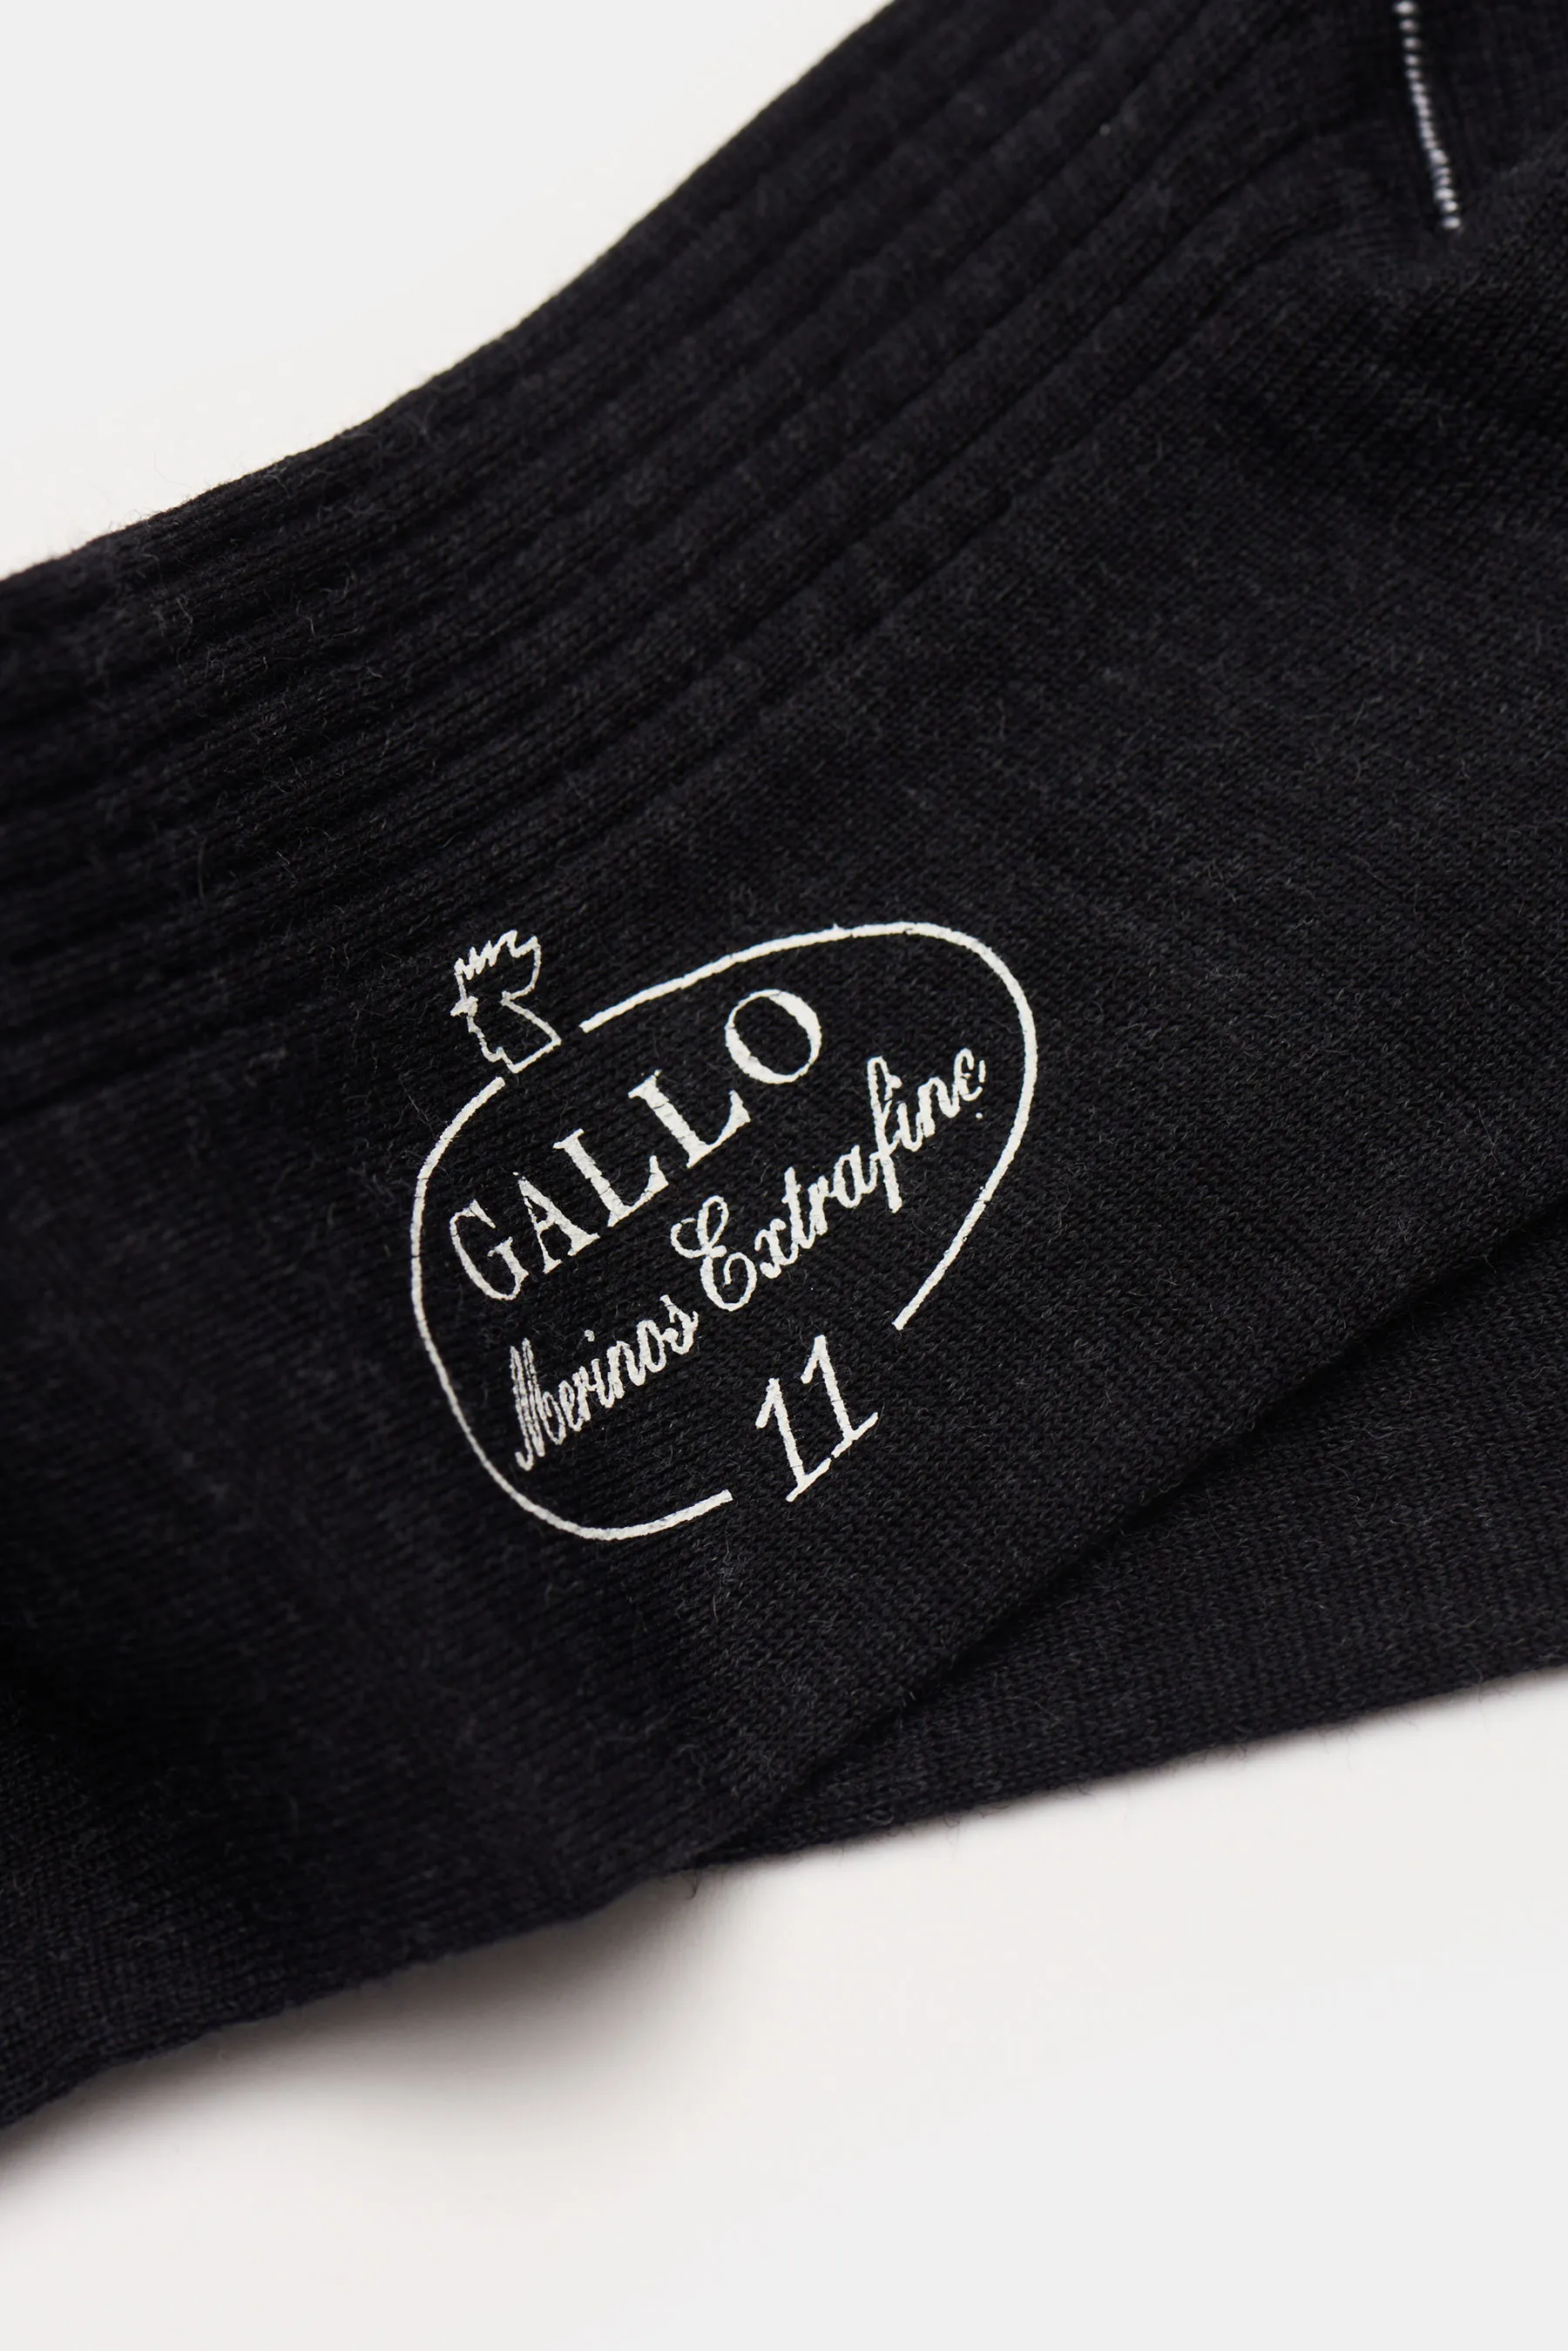 GALLO
Merinos Extrafine
11